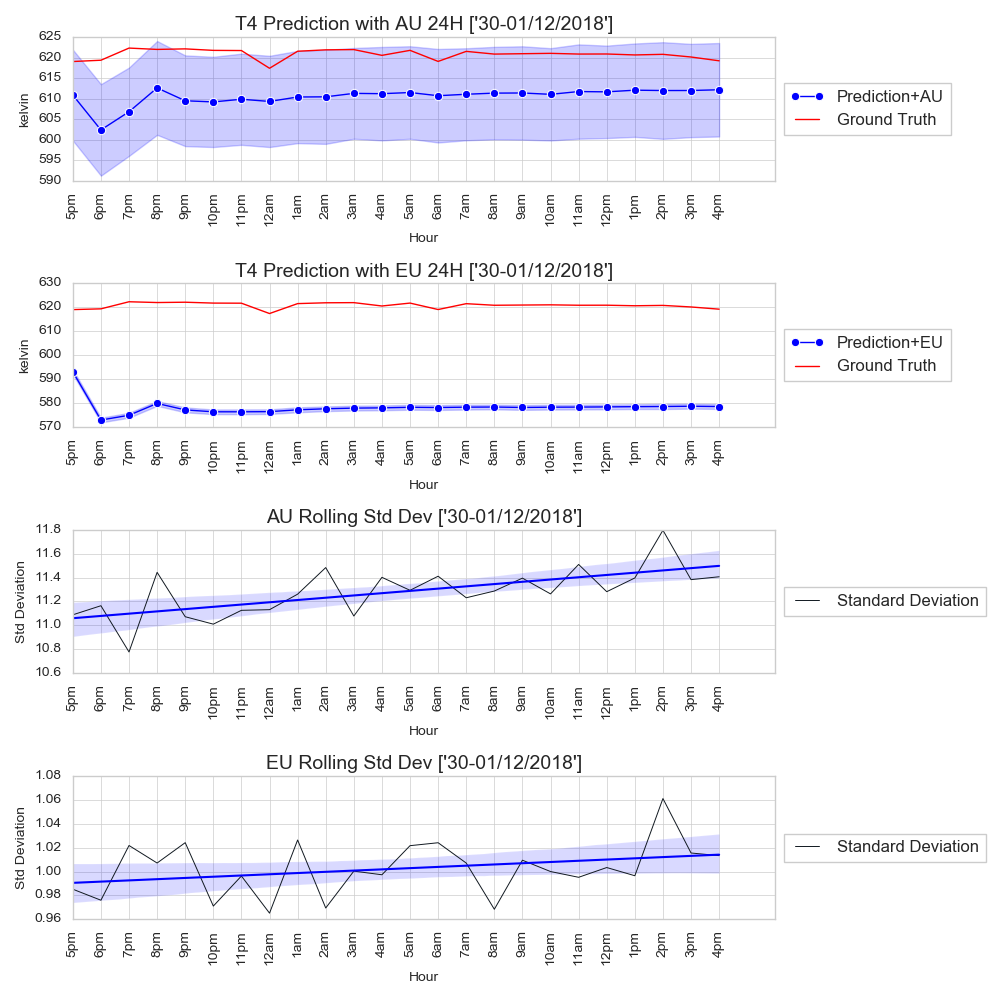 T4 Prediction with AU 24H ['30-01/12/2018']
625
620
615
610
605
600
595
590
kelvin
5pm 6pm 7pm 8pm 9pm 10pm 11pm 12am 1am 2am 3am 4am 5am 6am 7am 8am 9am 10am 11am 12pm 1pm 2pm 3pm 4pm
Hour
Prediction+AU
Ground Truth
T4 Prediction with EU 24H ['30-01/12/2018']
630
620
610
600
590
580
570
kelvin
5pm 6pm 7pm 8pm 9pm 10pm 11pm 12am 1am 2am 3am 4am 5am 6am 7am 8am 9am 10am 11am 12pm 1pm 2pm 3pm 4pm
Hour
Prediction+EU
Ground Truth
AU Rolling Std Dev ['30-01/12/2018']
11.8
11.6
11.4
11.2
11.0
10.8
10.6
Std Deviation
5pm 6pm 7pm 8pm 9pm 10pm 11pm 12am 1am 2am 3am 4am 5am 6am 7am 8am 9am 10am 11am 12pm 1pm 2pm 3pm 4pm
Hour
Standard Deviation
EU Rolling Std Dev ['30-01/12/2018']
1.08
1.06
1.04
1.02
1.00
0.98
0.96
Std Deviation
5pm 6pm 7pm 8pm 9pm 10pm 11pm 12am 1am 2am 3am 4am 5am 6am 7am 8am 9am 10am 11am 12pm 1pm 2pm 3pm 4pm
Hour
Standard Deviation